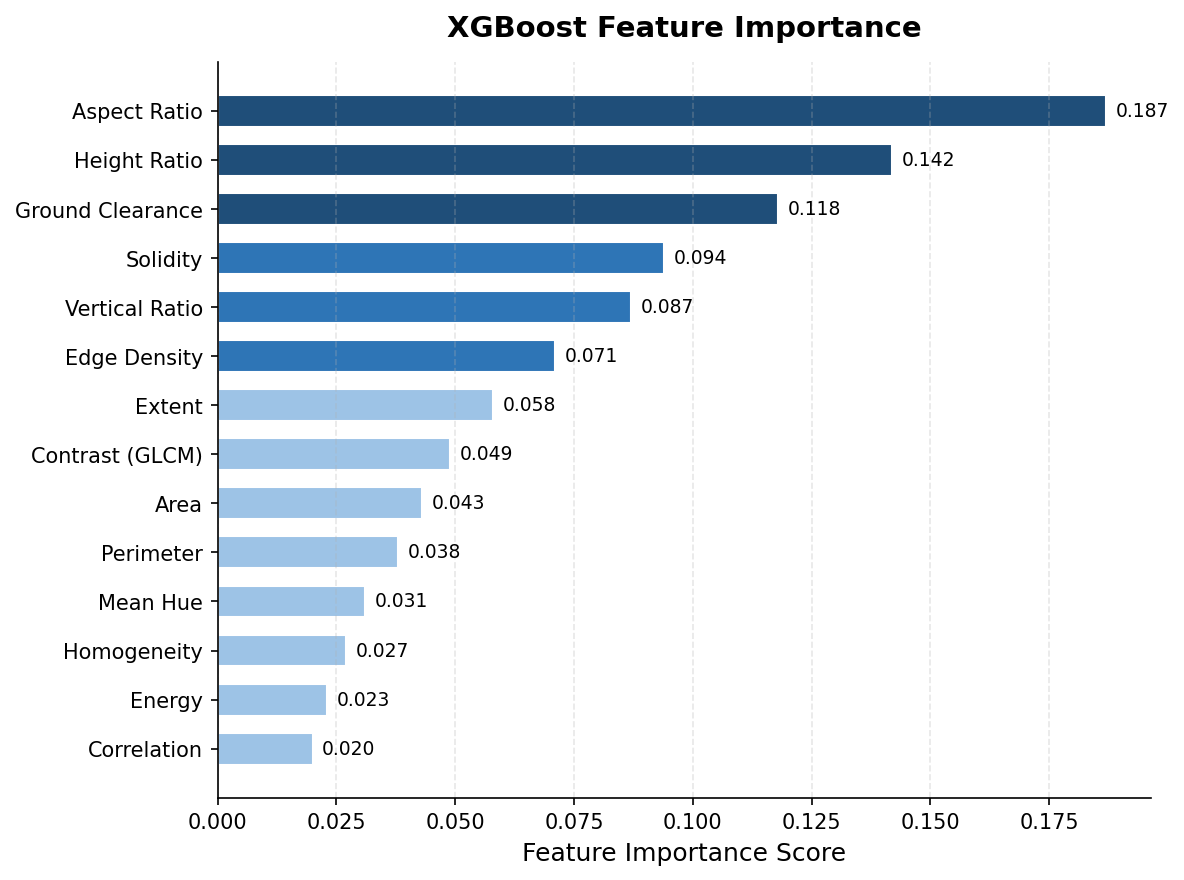 XGBoost Feature Importance
Aspect Ratio 0.187
Height Ratio 0.142
Ground Clearance 0.118
Solidity 0.094
Vertical Ratio 0.087
Edge Density 0.071
Extent 0.058
Contrast (GLCM) 0.049
Area 0.043
Perimeter 0.038
Mean Hue 0.031
Homogeneity 0.027
Energy 0.023
Correlation 0.020
0.000 0.025 0.050 0.075 0.100 0.125 0.150 0.175
Feature Importance Score